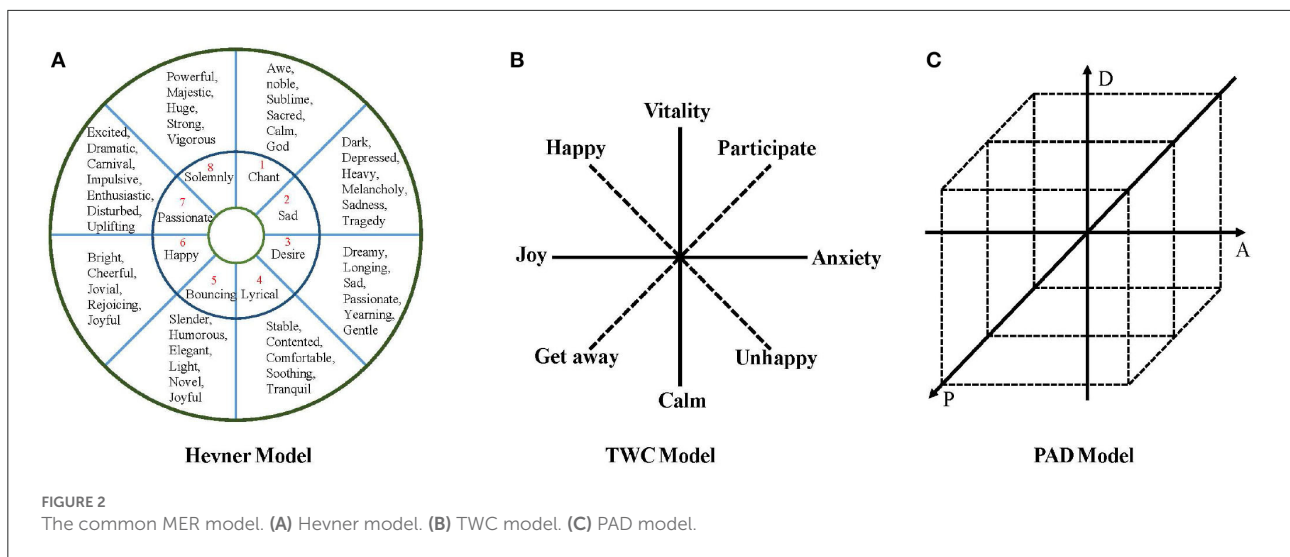 A
Powerful,
Majestic,
Huge,
Strong,
Vigorous
Awe,
noble,
Sublime,
Sacred,
Calm,
God
Excited,
Dramatic,
Carnival,
Impulsive,
Enthusiastic,
Disturbed,
Uplifting
Dark,
Depressed,
Heavy,
Melancholy,
Sadness,
Tragedy
8
Solemnly
1
Chant
7
Passionate
2
Sad
6
Happy
3
Desire
5
Bouncing
4
Lyrical
Bright,
Cheerful,
Jovial,
Rejoicing,
Joyful
Dreamy,
Longing,
Sad,
Passionate,
Yearning,
Gentle
Slender,
Humorous,
Elegant,
Light,
Novel,
Joyful
Stable,
Contented,
Comfortable,
Soothing,
Tranquil
Hevner Model
B
Vitality
Happy
Participate
Joy
Anxiety
Get away
Unhappy
Calm
TWC Model
C
D
A
P
PAD Model
FIGURE 2
The common MER model. (A) Hevner model. (B) TWC model. (C) PAD model.